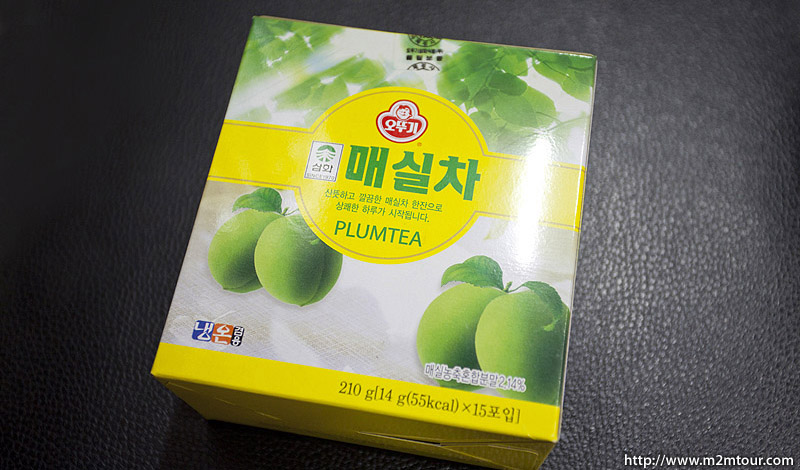 오뚜기
삼화
SINCE 1970
매실차
산뜻하고 깔끔한 매실차 한잔으로
상쾌한 하루가 시작됩니다.
PLUMTEA
냉온겸용
매실농축혼합분말2.14%
210 g[14 g(55kcal)×15포입]
http://www.m2mtour.com